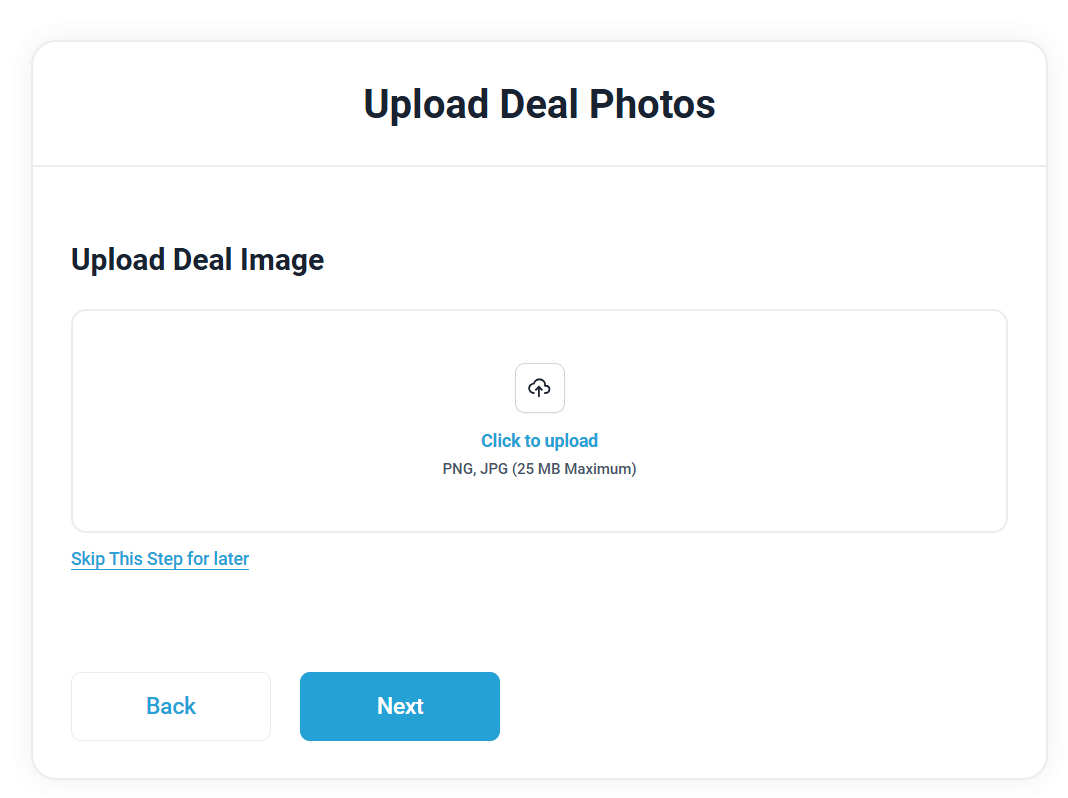 Upload Deal Photos
Upload Deal Image
Click to upload
PNG, JPG (25 MB Maximum)
Skip This Step for later
Back
Next